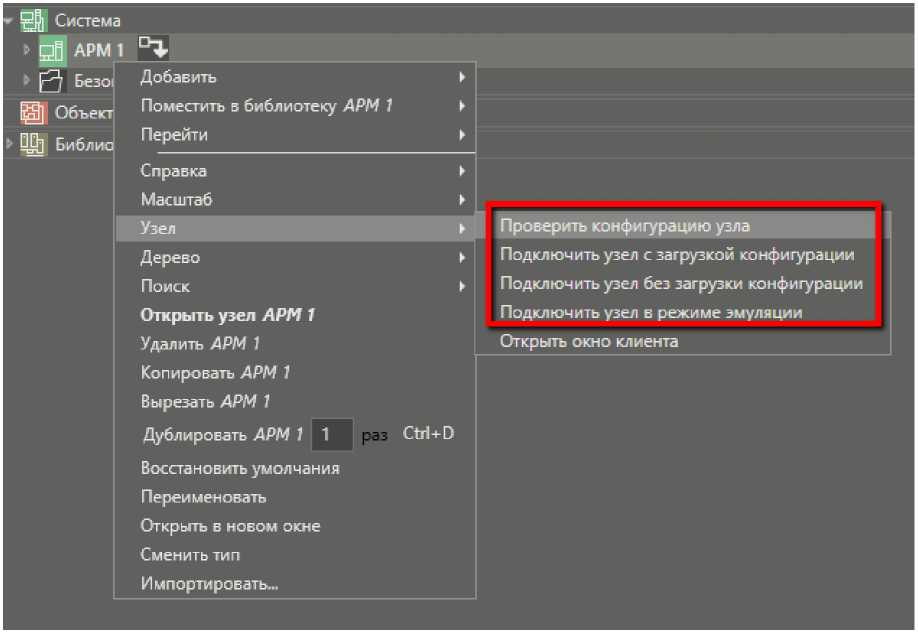 Система
АРМ 1
Добавить
Безо
Поместить в библиотеку АРМ 1
Объект
Перейти
Библио
Справка
Масштаб
Узел
Проверить конфигурацию узла
Дерево
Подключить узел с загрузкой конфигурации
Поиск
Подключить узел без загрузки конфигурации
Открыть узел АРМ 1
Подключить узел в режиме эмуляции
Удалить АРМ 1
Открыть окно клиента
Копировать АРМ 1
Вырезать АРМ 1
Дублировать АРМ 1 1 раз Ctrl+D
Восстановить умолчания
Переименовать
Открыть в новом окне
Сменить тип
Импортировать...